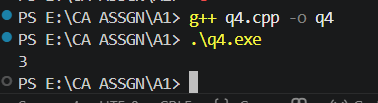 PS E:\CA ASSGN\A1> g++ q4.cpp -o q4
PS E:\CA ASSGN\A1> .\q4.exe
3
PS E:\CA ASSGN\A1>